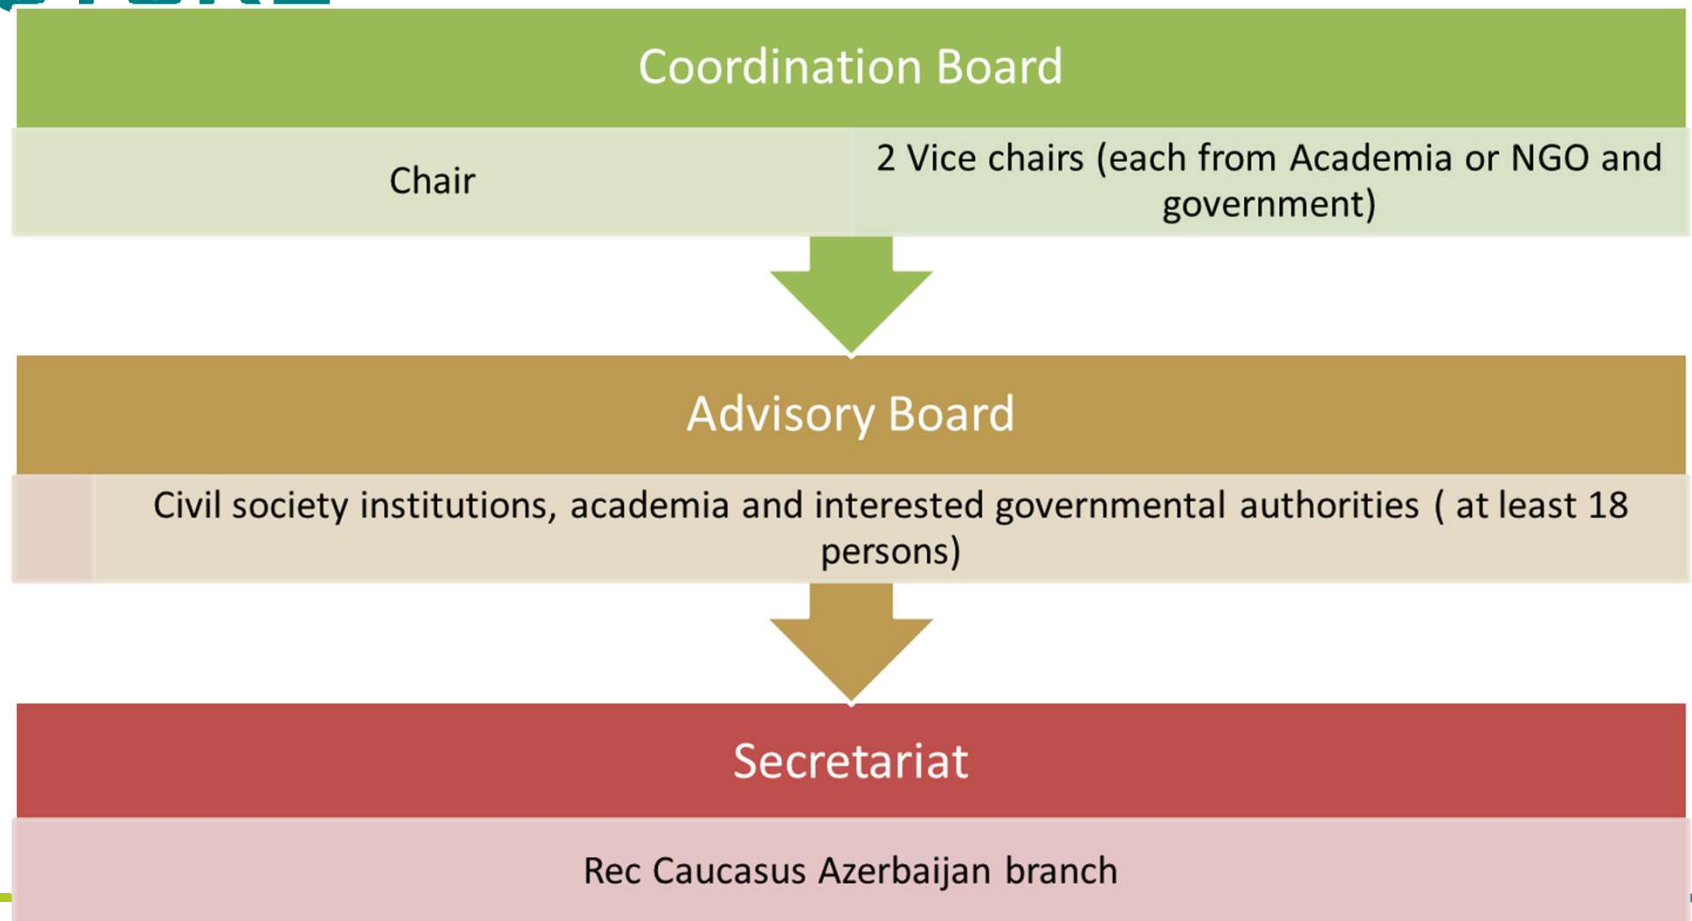 Coordination Board
Chair
2 Vice chairs (each from Academia or NGO and
government)
Advisory Board
Civil society institutions, academia and interested governmental authorities ( at least 18
persons)
Secretariat
Rec Caucasus Azerbaijan branch